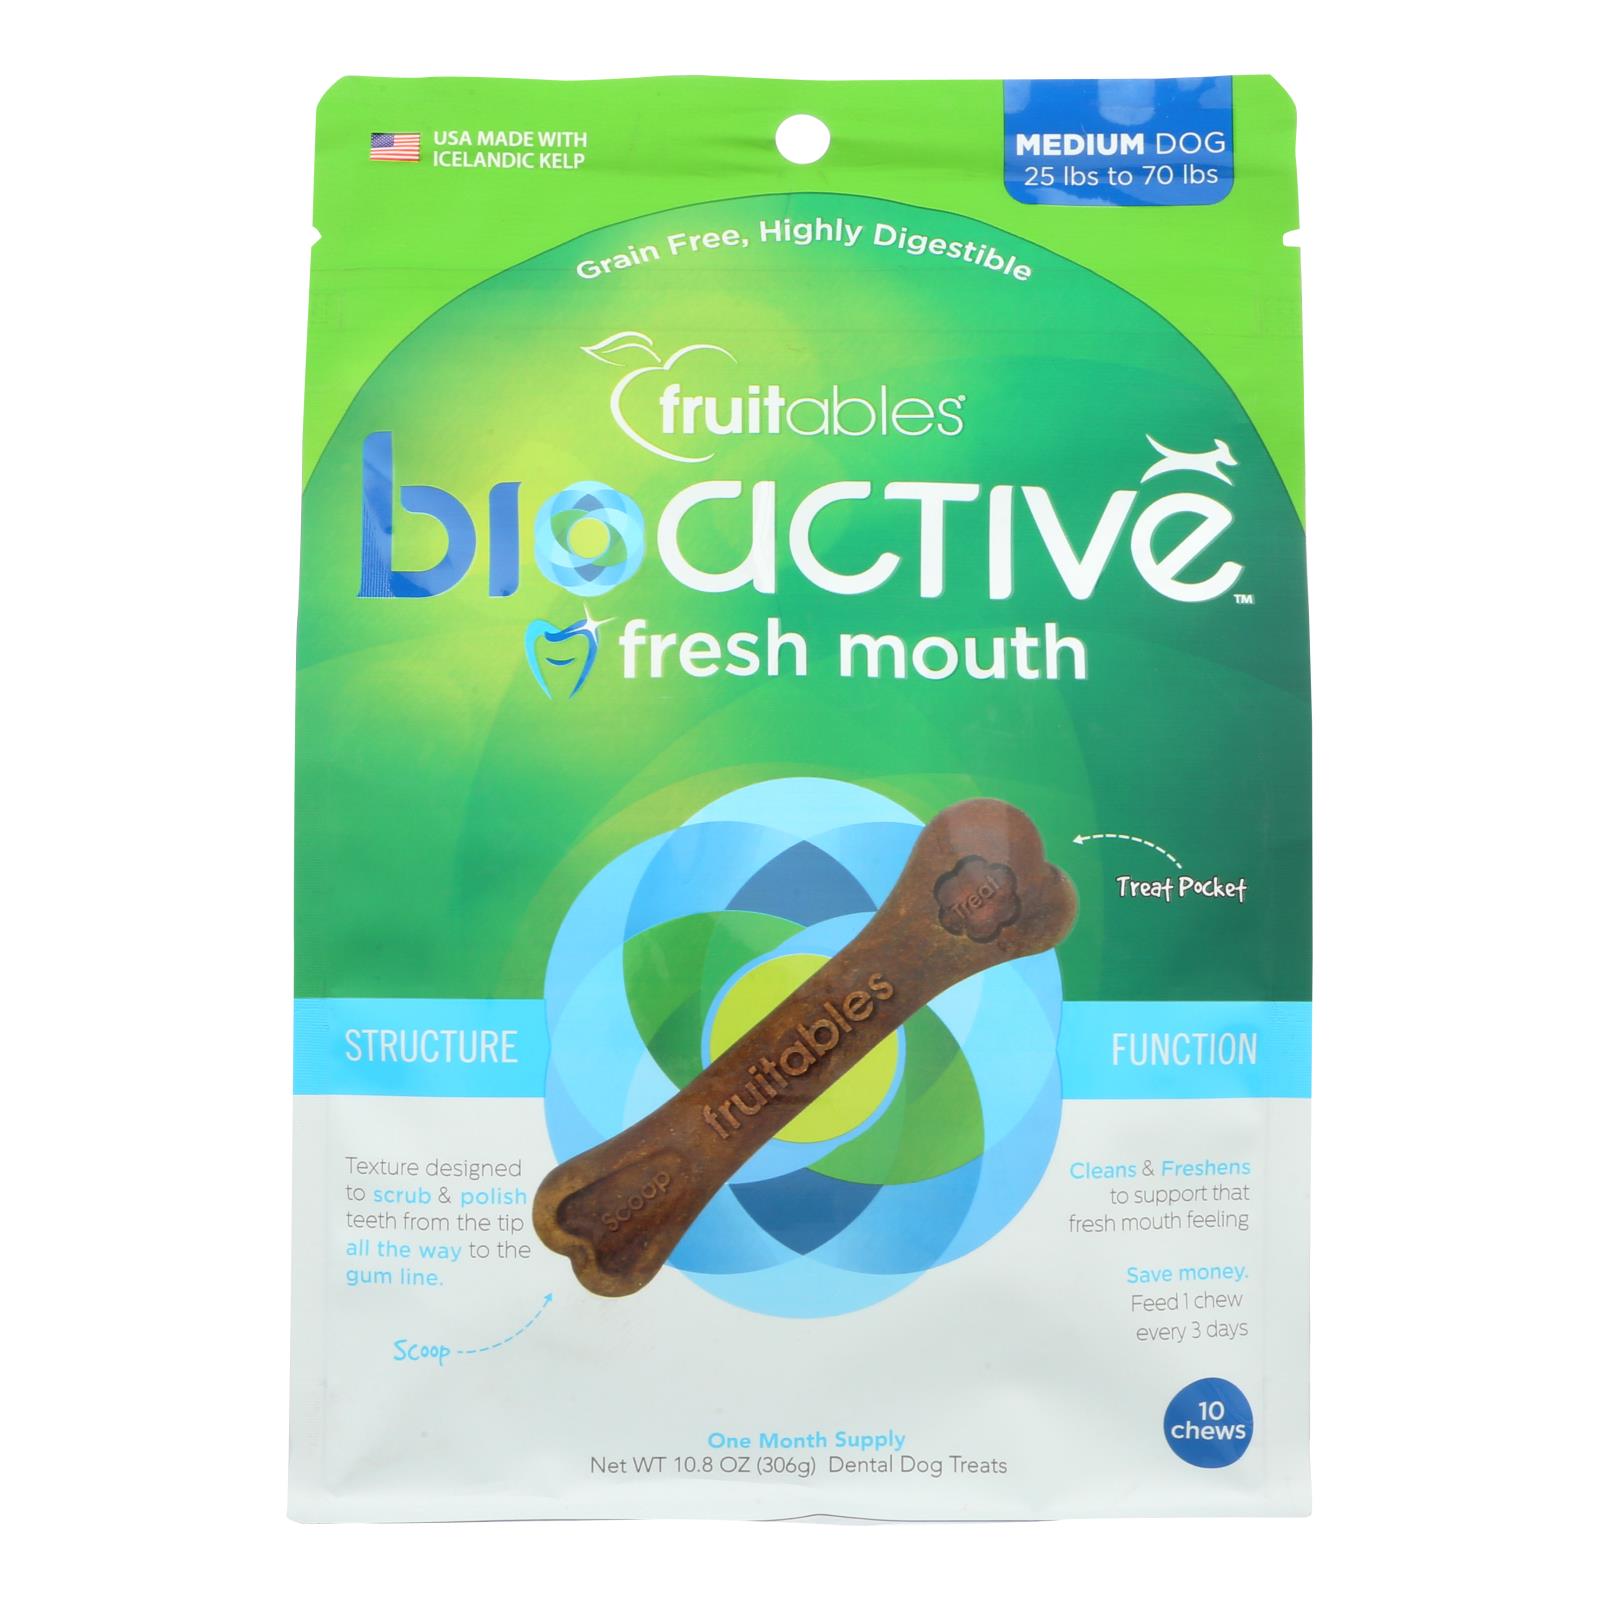 USA MADE WITH
ICELANDIC KELP
MEDIUM DOG
25 lbs to 70 lbs
Grain Free, Highly Digestible
fruitables®
bioactive™
fresh mouth
Treat Pocket
Treat
fruitables
Scoop
STRUCTURE
FUNCTION
Texture designed
to scrub & polish
teeth from the tip
all the way to the
gum line.
Scoop
Cleans & Freshens
to support that
fresh mouth feeling
Save money.
Feed 1 chew
every 3 days
10
chews
One Month Supply
Net WT 10.8 OZ (306g) Dental Dog Treats